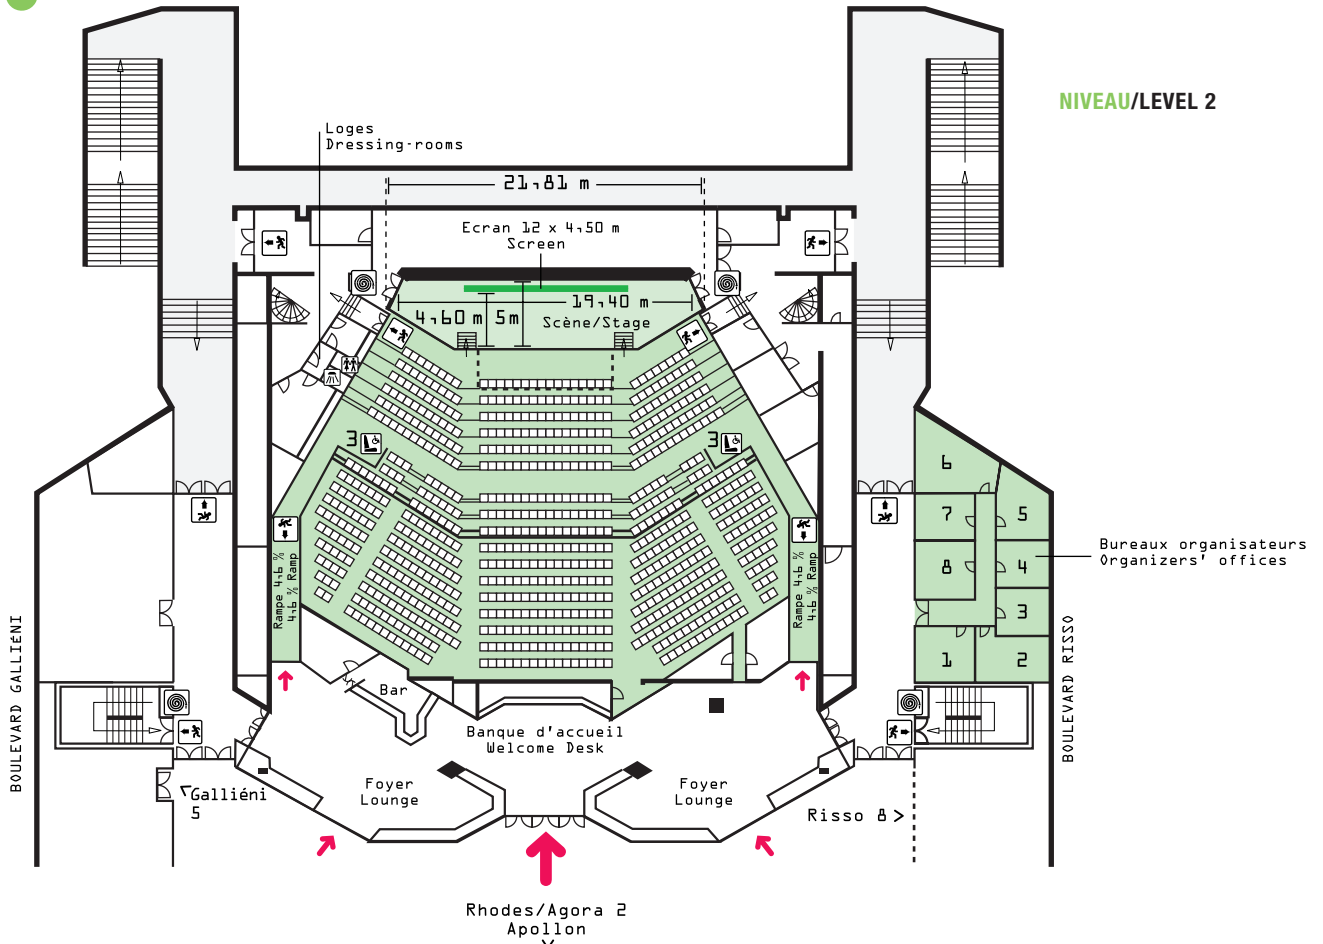 NIVEAU/LEVEL 2
Loges
Dressing-rooms
21,81 m
Ecran 12 x 4,50 m
Screen
19,40 m
4,60 m
5m
Scène/Stage
3
3
6
7
5
8
4
3
1
2
Bureaux organisateurs
Organizers' offices
Rampe 4,6 %
4,6 % Ramp
Rampe 4,6 %
4,6 % Ramp
BOULEVARD GALLIENI
BOULEVARD RISSO
Bar
Banque d'accueil
Welcome Desk
Foyer
Lounge
Foyer
Lounge
Galliéni
5
Risso 8 >
Rhodes/Agora 2
Apollon